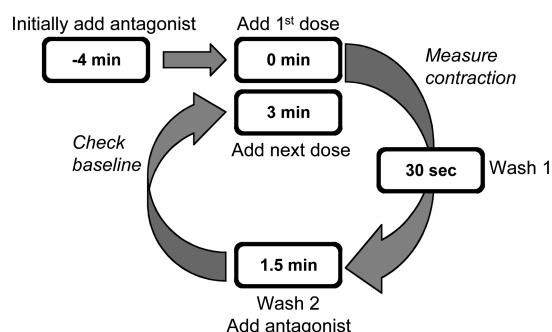 Initially add antagonist
-4 min
Add 1st dose
0 min
Measure
contraction
3 min
Add next dose
Check
baseline
30 sec
Wash 1
1.5 min
Wash 2
Add antagonist